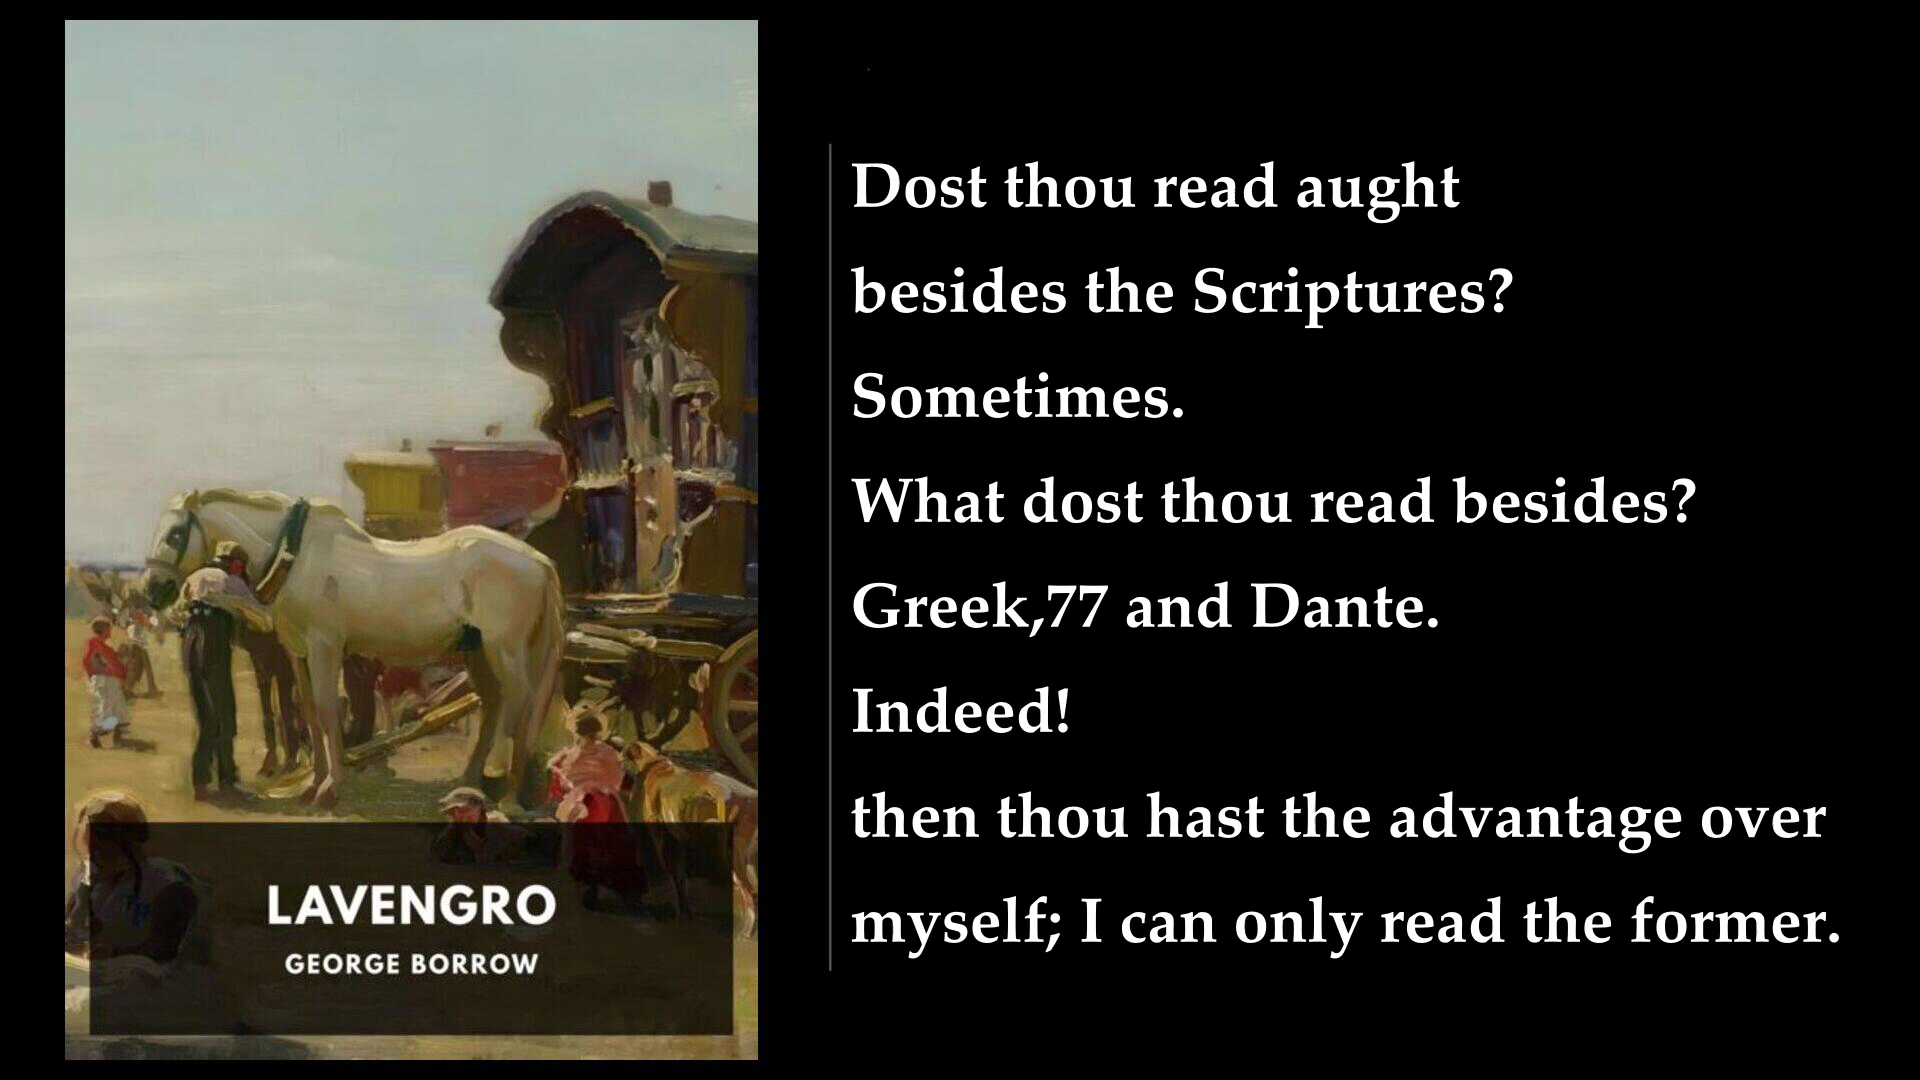 LAVENGRO
GEORGE BORROW
Dost thou read aught
besides the Scriptures?
Sometimes.
What dost thou read besides?
Greek,77 and Dante.
Indeed!
then thou hast the advantage over
myself; I can only read the former.